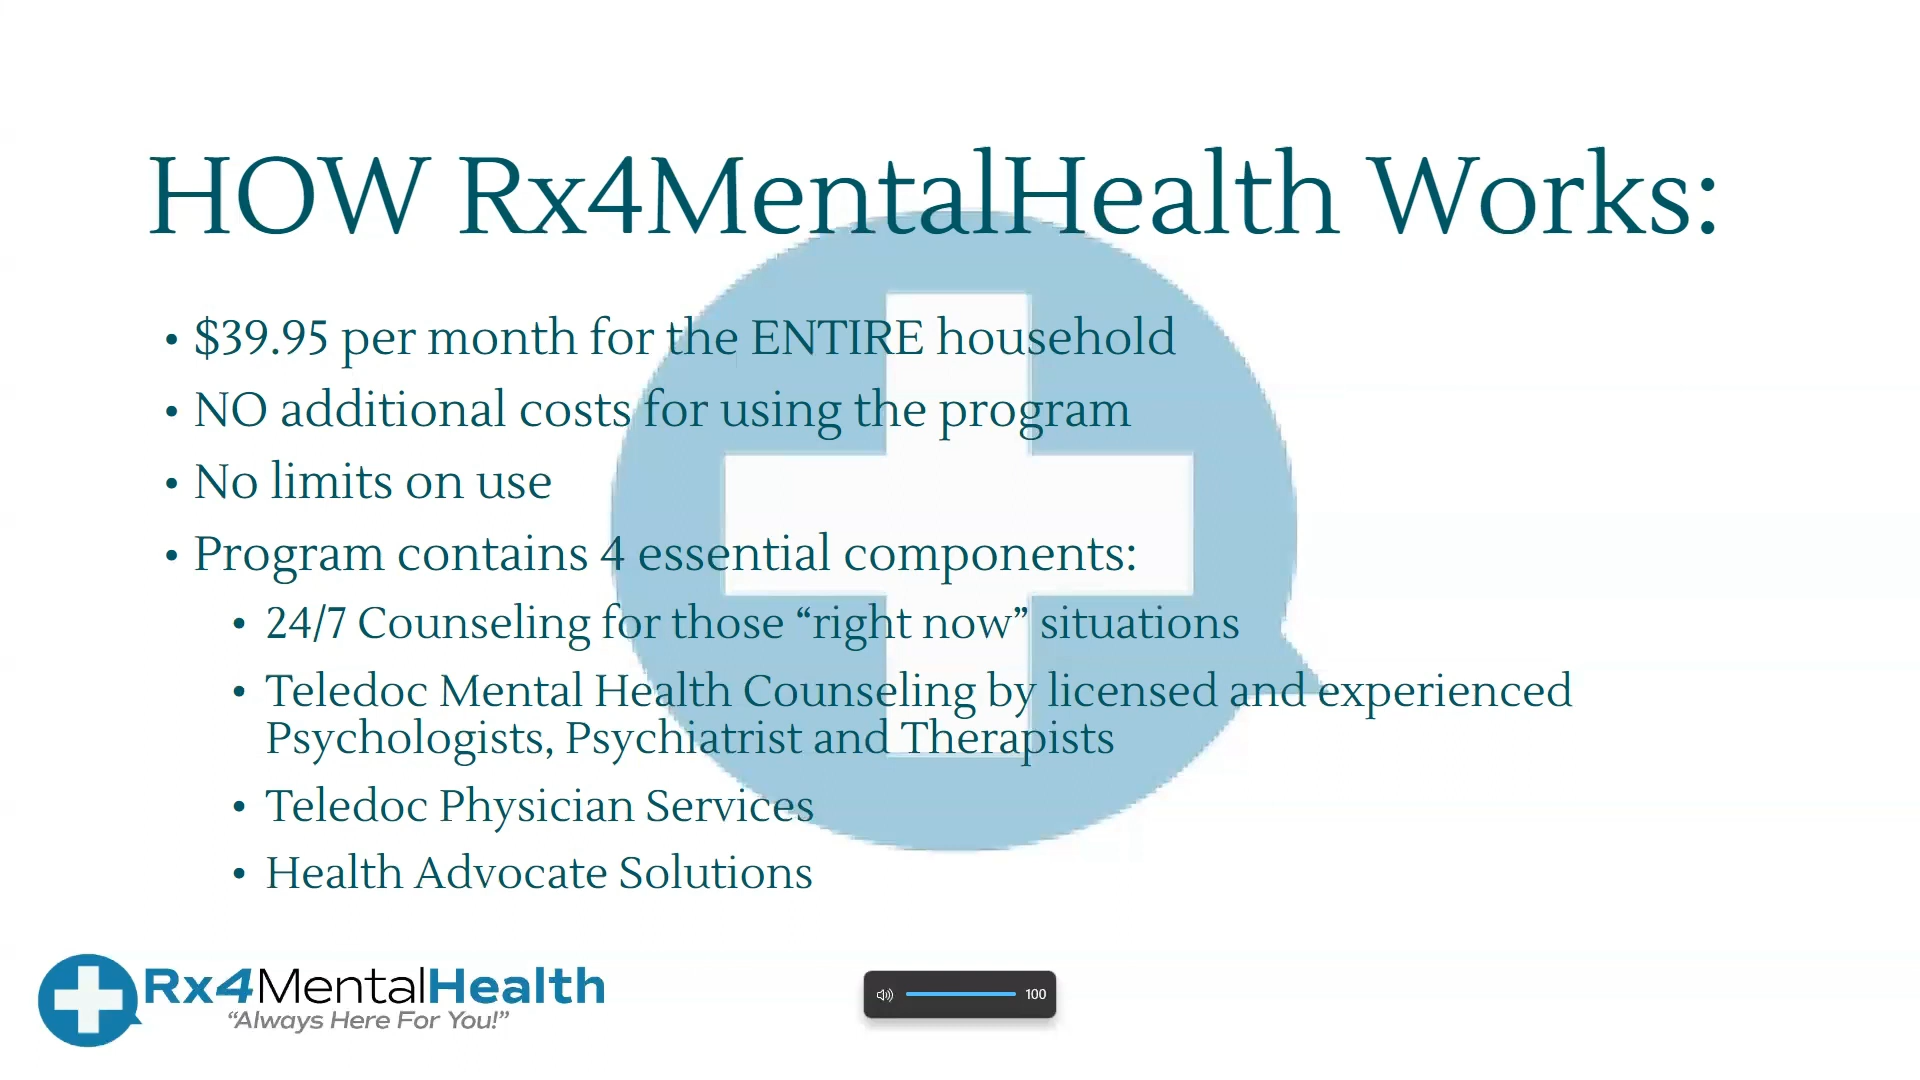 HOW Rx4MentalHealth Works:
• $39.95 per month for the ENTIRE household
• NO additional costs for using the program
• No limits on use
• Program contains 4 essential components:
• 24/7 Counseling for those “right now” situations
• Teledoc Mental Health Counseling by licensed and experienced
Psychologists, Psychiatrist and Therapists
• Teledoc Physician Services
• Health Advocate Solutions
Rx4MentalHealth
“Always Here For You!”
100